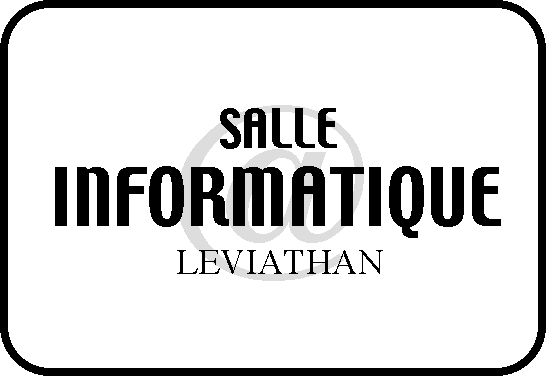 SALLE
@
INFORMATIQUE
LEVIATHAN